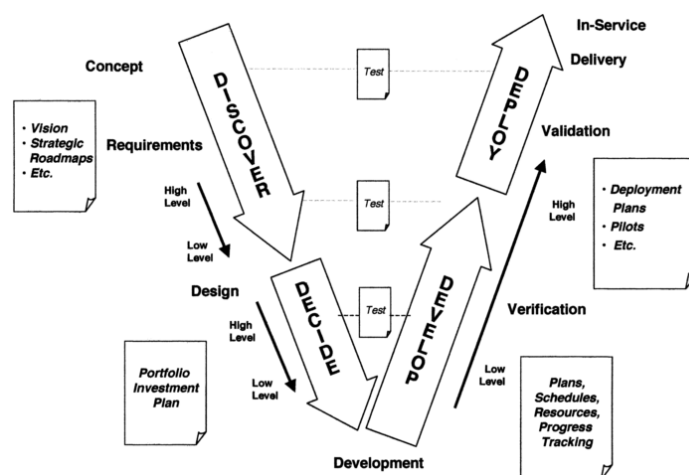 In-Service
Delivery
Concept
Test
DISCOVER
DEPLOY
• Vision
• Strategic
Roadmaps
• Etc.
Requirements
Validation
High
Level
Low
Level
Test
High
Level
• Deployment
Plans
• Pilots
• Etc.
Design
High
Level
Low
Level
DECIDE
Test
DEVELOP
Verification
Low
Level
Portfolio
Investment
Plan
Plans,
Schedules,
Resources,
Progress
Tracking
Development